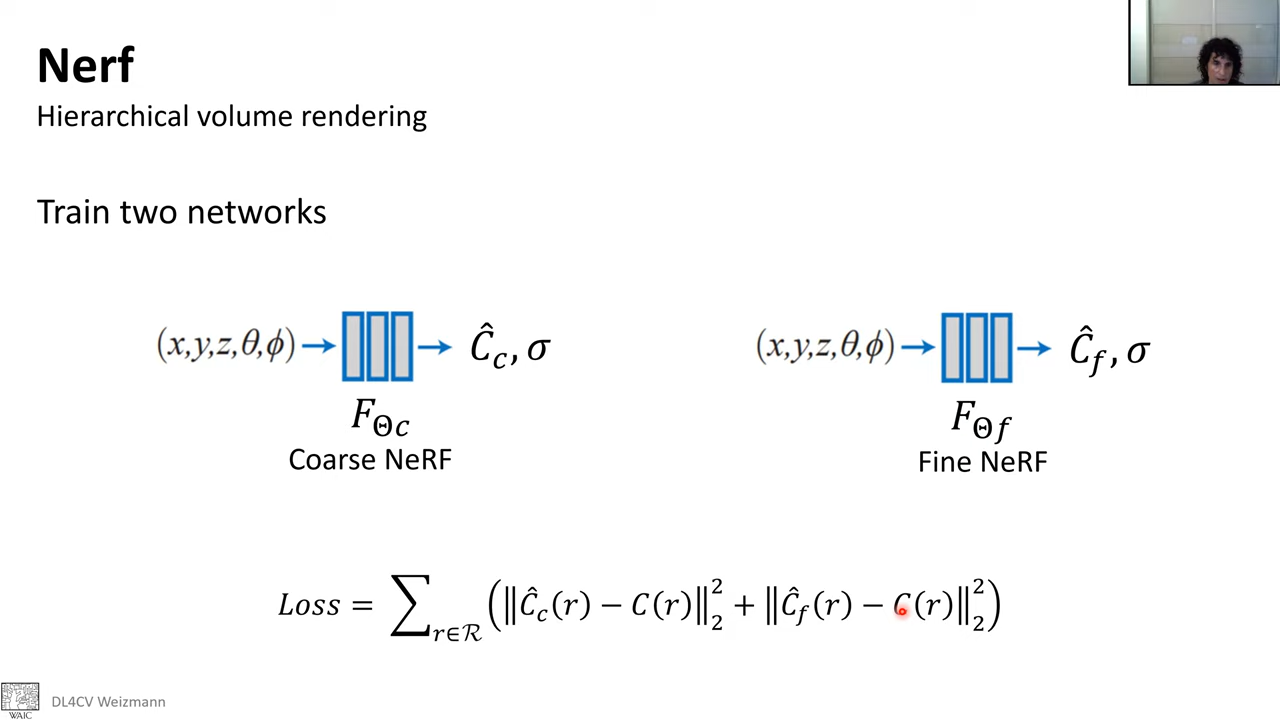 Nerf
Hierarchical volume rendering
Train two networks
(x,y,z,θ,ϕ) → Ĉ_c, σ
F_Θc
Coarse NeRF
(x,y,z,θ,ϕ) → Ĉ_f, σ
F_Θf
Fine NeRF
Loss = ∑_{r∈ℛ} (‖Ĉ_c(r) − C(r)‖₂² + ‖Ĉ_f(r) − C(r)‖₂²)
WAIC
DL4CV Weizmann